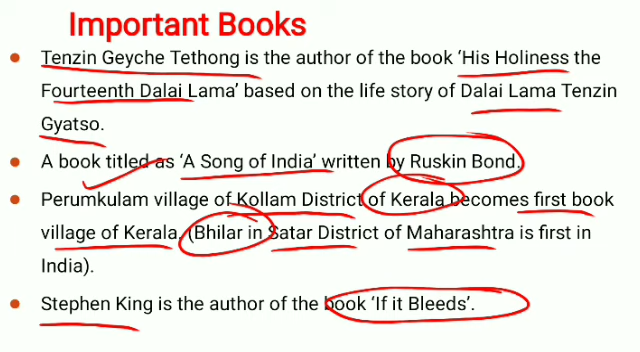 Important Books
Tenzin Geyche Tethong is the author of the book ‘His Holiness the
Fourteenth Dalai Lama’ based on the life story of Dalai Lama Tenzin
Gyatso.
A book titled as ‘A Song of India’ written by Ruskin Bond.
Perumkulam village of Kollam District of Kerala becomes first book
village of Kerala. (Bhilar in Satar District of Maharashtra is first in
India).
Stephen King is the author of the book ‘If it Bleeds’.